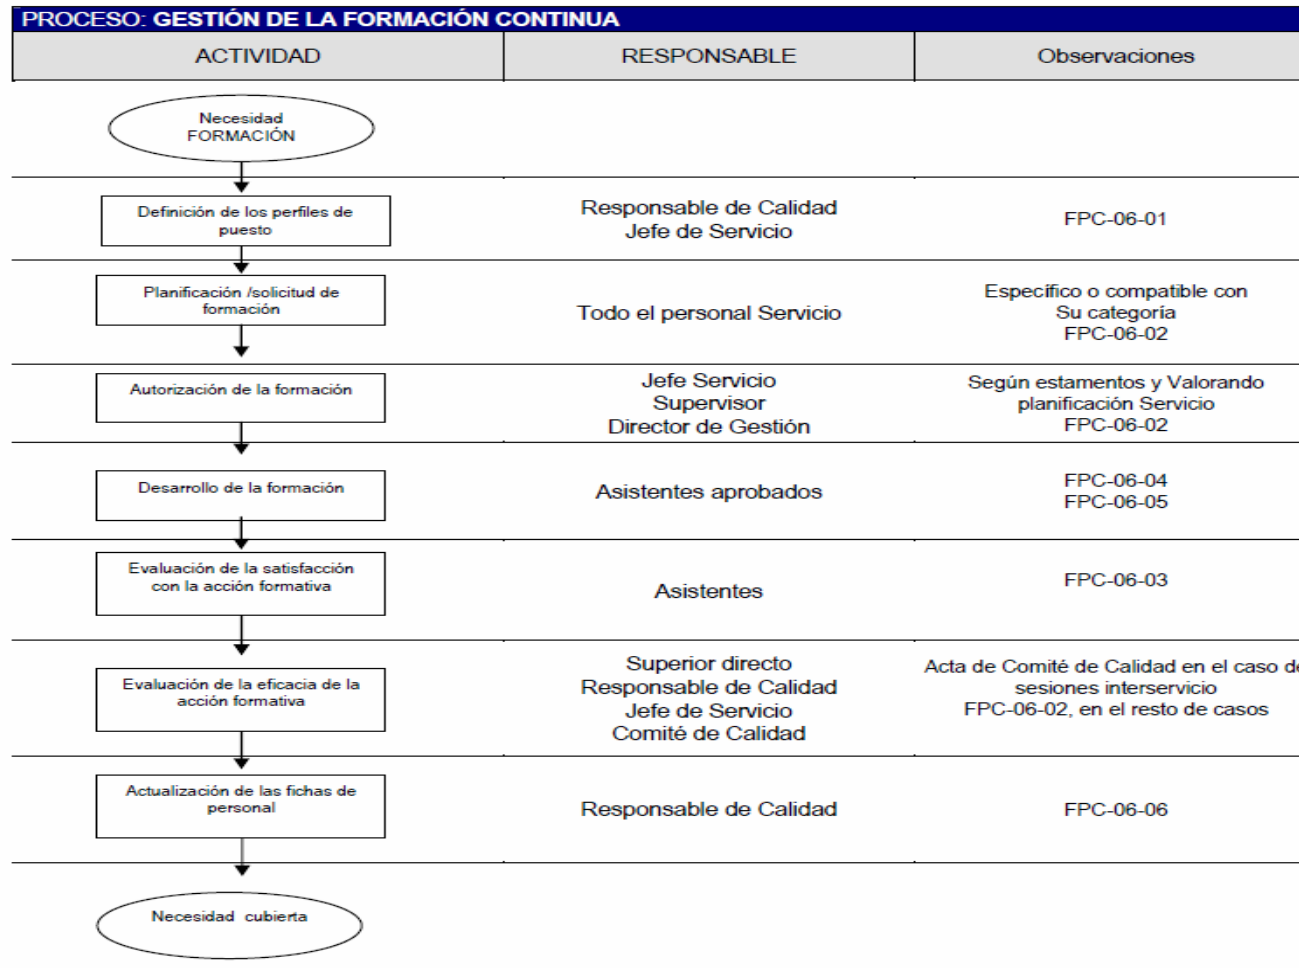 PROCESO: GESTIÓN DE LA FORMACIÓN CONTINUA
ACTIVIDAD
RESPONSABLE
Observaciones
Necesidad
FORMACIÓN
Definición de los perfiles de
puesto
Responsable de Calidad
Jefe de Servicio
FPC-06-01
Planificación /solicitud de
formación
Todo el personal Servicio
Específico o compatible con
Su categoría
FPC-06-02
Autorización de la formación
Jefe Servicio
Supervisor
Director de Gestión
Según estamentos y Valorando
planificación Servicio
FPC-06-02
Desarrollo de la formación
Asistentes aprobados
FPC-06-04
FPC-06-05
Evaluación de la satisfacción
con la acción formativa
Asistentes
FPC-06-03
Evaluación de la eficacia de la
acción formativa
Superior directo
Responsable de Calidad
Jefe de Servicio
Comité de Calidad
Acta de Comité de Calidad en el caso de
sesiones interservicio
FPC-06-02, en el resto de casos
Actualización de las fichas de
personal
Responsable de Calidad
FPC-06-06
Necesidad cubierta